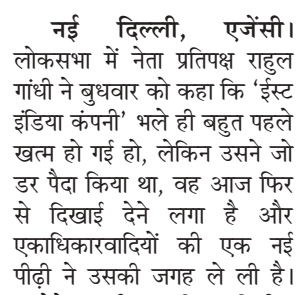 नई दिल्ली, एजेंसी।
लोकसभा में नेता प्रतिपक्ष राहुल
गांधी ने बुधवार को कहा कि ‘ईस्ट
इंडिया कंपनी’ भले ही बहुत पहले
खत्म हो गई हो, लेकिन उसने जो
डर पैदा किया था, वह आज फिर
से दिखाई देने लगा है और
एकाधिकारवादियों की एक नई
पीढ़ी ने उसकी जगह ले ली है।